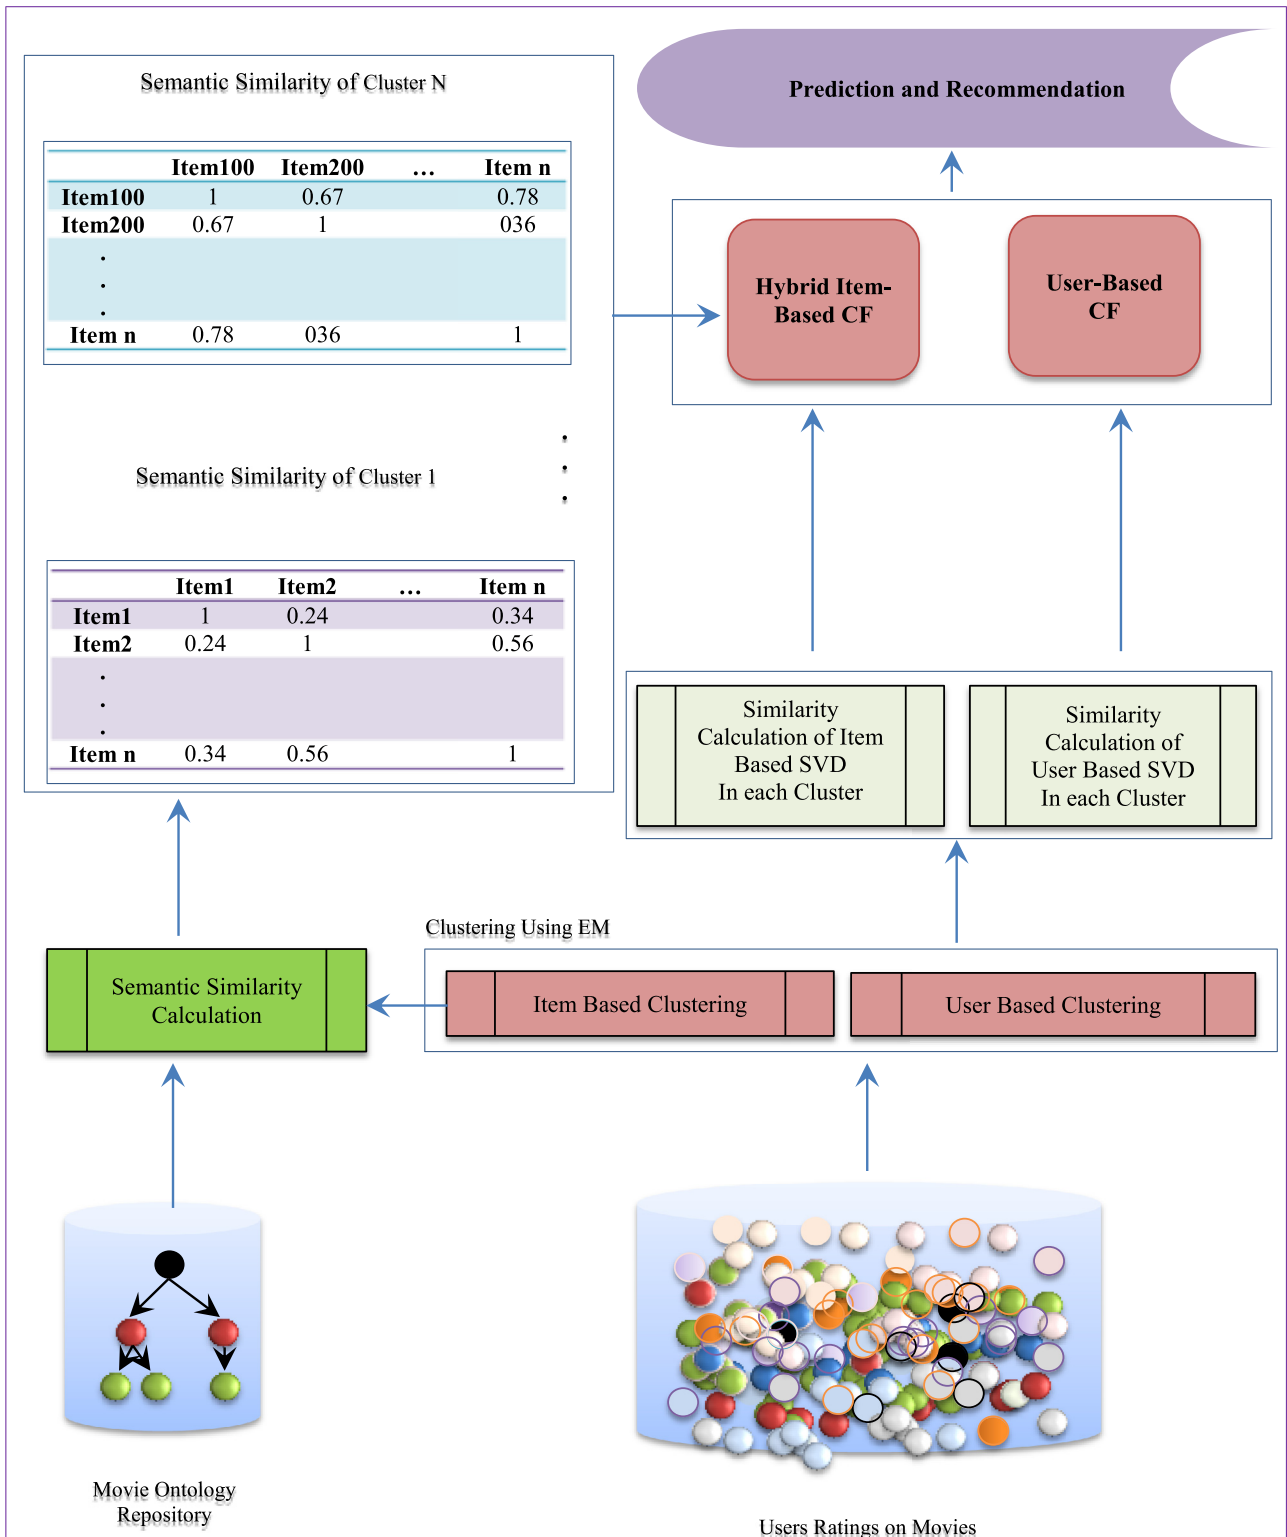 Semantic Similarity of Cluster N
Item100 Item200 ... Item n
Item100 1 0.67 0.78
Item200 0.67 1 036
.
.
.
Item n 0.78 036 1
Semantic Similarity of Cluster 1
.
.
.
Item1 Item2 ... Item n
Item1 1 0.24 0.34
Item2 0.24 1 0.56
.
.
.
Item n 0.34 0.56 1
Prediction and Recommendation
Hybrid Item-
Based CF
User-Based
CF
Similarity
Calculation of Item
Based SVD
In each Cluster
Similarity
Calculation of
User Based SVD
In each Cluster
Clustering Using EM
Semantic Similarity
Calculation
Item Based Clustering
User Based Clustering
Movie Ontology
Repository
Users Ratings on Movies